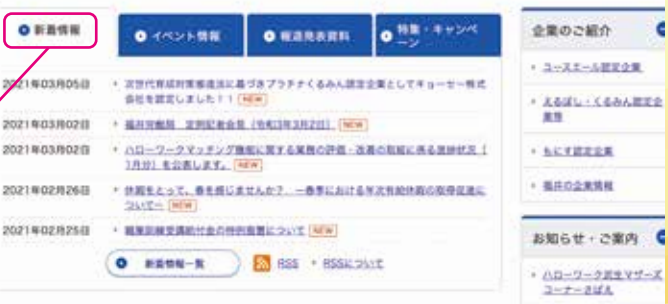 新着情報
イベント情報
報道発表資料
特集・キャンペ
ーン
2021年03月05日
次世代育成対策推進法に基づきプラチナくるみん認定企業としてキョーセー株式
会社を認定しました！！ NEW
2021年03月02日
福井労働局 定例記者会見（令和3年3月2日） NEW
2021年03月02日
ハローワークマッチング機能に関する業務の評価・改善の取組に係る進捗状況（
1月分）を公表します。 NEW
2021年02月26日
休暇をとって、春を感じませんか？ ー春季における年次有給休暇の取得促進に
ついてー NEW
2021年02月25日
職業訓練受講給付金の特例措置について NEW
新着情報一覧
RSS
RSSについて
企業のご紹介
ユースエール認定企業
えるぼし・くるみん認定企
業等
もにす認定企業
福井の企業情報
お知らせ・ご案内
ハローワーク武生マザーズ
コーナーさばえ